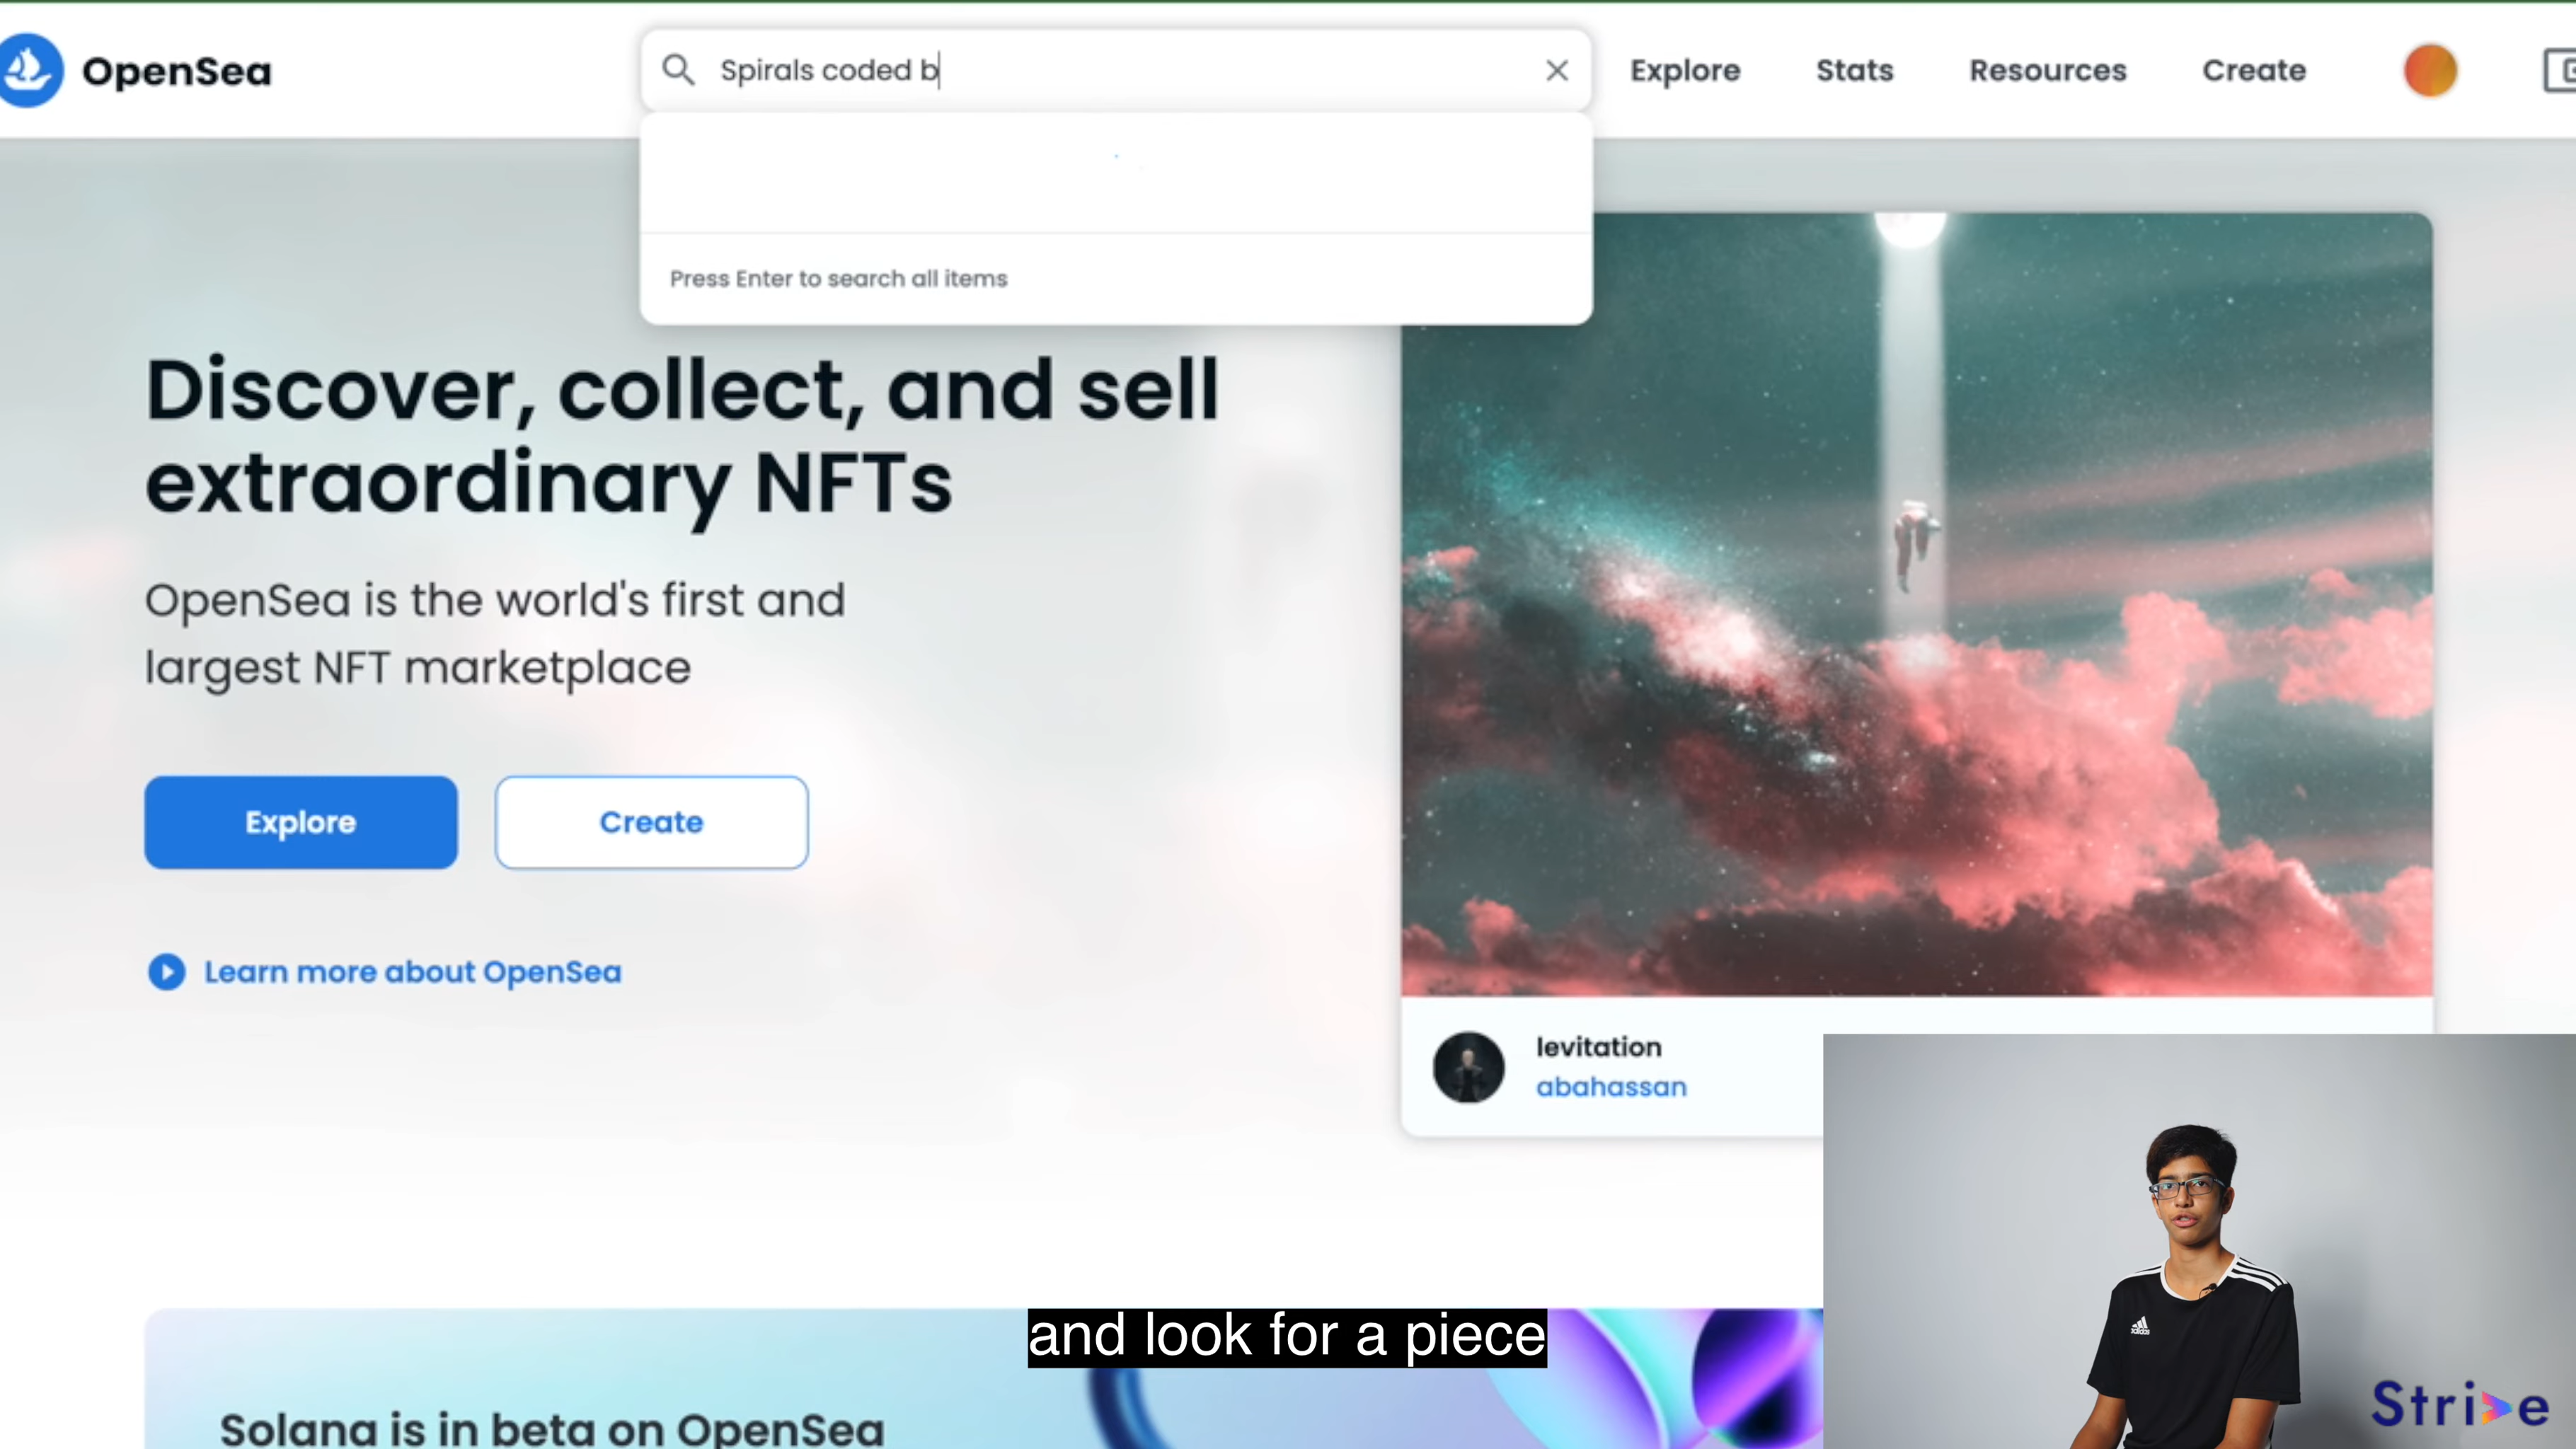 OpenSea
Spirals coded b
Explore
Stats
Resources
Create
Press Enter to search all items
Discover, collect, and sell
extraordinary NFTs
OpenSea is the world's first and
largest NFT marketplace
Explore
Create
Learn more about OpenSea
levitation
abahassan
adidas
and look for a piece
Solana is in beta on OpenSea
Strive